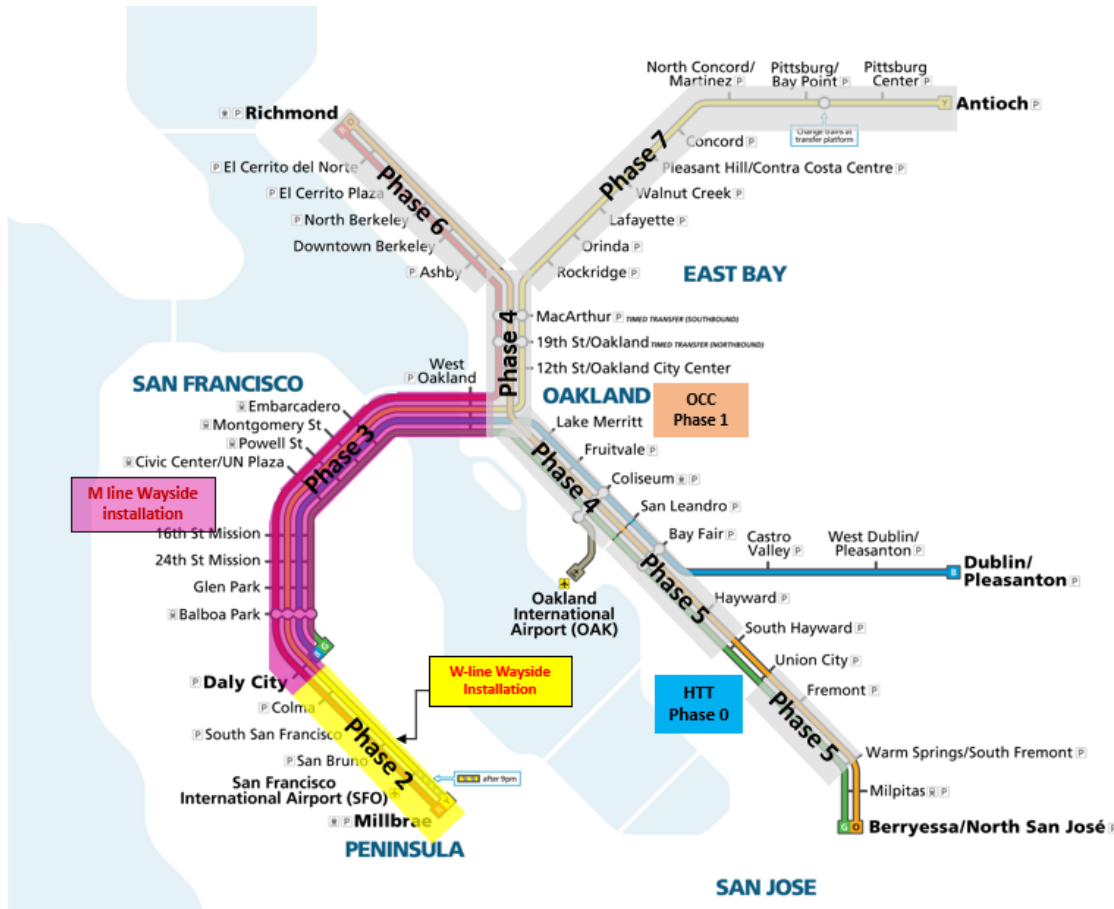 North Concord/
Martinez P
Pittsburg/
Bay Point P
Pittsburg
Center P
Richmond
P
Antioch P
Y
R
O
Change trains at
transfer platform
Concord P
Phase 7
P El Cerrito del Norte
Pleasant Hill/Contra Costa Centre P
Phase 6
P El Cerrito Plaza
Walnut Creek P
P North Berkeley
Lafayette P
Downtown Berkeley
Orinda P
P Ashby
Rockridge P
EAST BAY
MacArthur P TIMED TRANSFER (SOUTHBOUND)
Phase 4
19th St/Oakland TIMED TRANSFER (NORTHBOUND)
12th St/Oakland City Center
West
P Oakland
SAN FRANCISCO
OAKLAND
OCC
Phase 1
Embarcadero
Lake Merritt
Montgomery St
Powell St
Fruitvale P
Phase 3
Civic Center/UN Plaza
Phase 4
Coliseum P
M line Wayside
installation
San Leandro P
16th St Mission
Bay Fair P
Castro
Valley P
West Dublin/
Pleasanton P
24th St Mission
B
Dublin/
Pleasanton P
Glen Park
Phase 5
Hayward P
Oakland
International
Airport (OAK)
Balboa Park
South Hayward P
G
B
Union City P
P Daly City
W-line Wayside
Installation
HTT
Phase 0
Fremont P
P Colma
Phase 5
P South San Francisco
Phase 2
P San Bruno
Warm Springs/South Fremont P
after 9pm
San Francisco
International Airport (SFO)
Milpitas P
P Millbrae
G
O
Berryessa/North San José P
PENINSULA
SAN JOSE